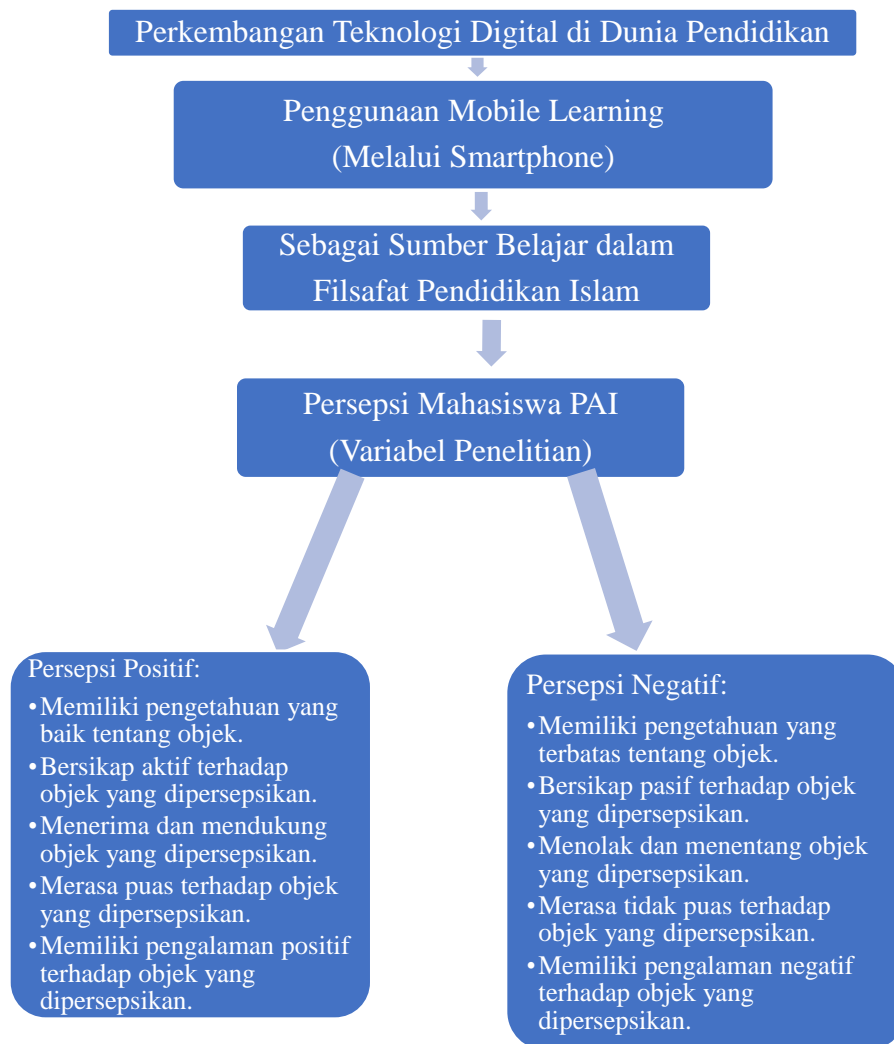 Perkembangan Teknologi Digital di Dunia Pendidikan
Penggunaan Mobile Learning
(Melalui Smartphone)
Sebagai Sumber Belajar dalam
Filsafat Pendidikan Islam
Persepsi Mahasiswa PAI
(Variabel Penelitian)
Persepsi Positif:
•Memiliki pengetahuan yang
baik tentang objek.
•Bersikap aktif terhadap
objek yang dipersepsikan.
•Menerima dan mendukung
objek yang dipersepsikan.
•Merasa puas terhadap objek
yang dipersepsikan.
•Memiliki pengalaman positif
terhadap objek yang
dipersepsikan.
Persepsi Negatif:
•Memiliki pengetahuan yang
terbatas tentang objek.
•Bersikap pasif terhadap objek
yang dipersepsikan.
•Menolak dan menentang objek
yang dipersepsikan.
•Merasa tidak puas terhadap
objek yang dipersepsikan.
•Memiliki pengalaman negatif
terhadap objek yang
dipersepsikan.